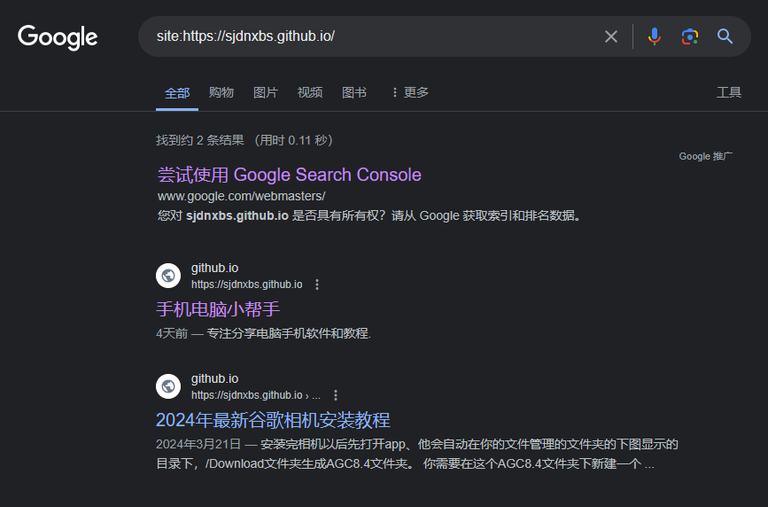 Google
site:https://sjdnxbs.github.io/
全部 购物 图片 视频 图书 更多 工具
找到约 2 条结果 （用时 0.11 秒）
Google 推广
尝试使用 Google Search Console
www.google.com/webmasters/
您对 sjdnxbs.github.io 是否具有所有权？请从 Google 获取索引和排名数据。
github.io
https://sjdnxbs.github.io
手机电脑小帮手
4天前 — 专注分享电脑手机软件和教程.
github.io
https://sjdnxbs.github.io › ...
2024年最新谷歌相机安装教程
2024年3月21日 — 安装完相机以后先打开app、他会自动在你的文件管理的文件夹的下图显示的
目录下，/Download文件夹生成AGC8.4文件夹。 你需要在这个AGC8.4文件夹下新建一个 ...